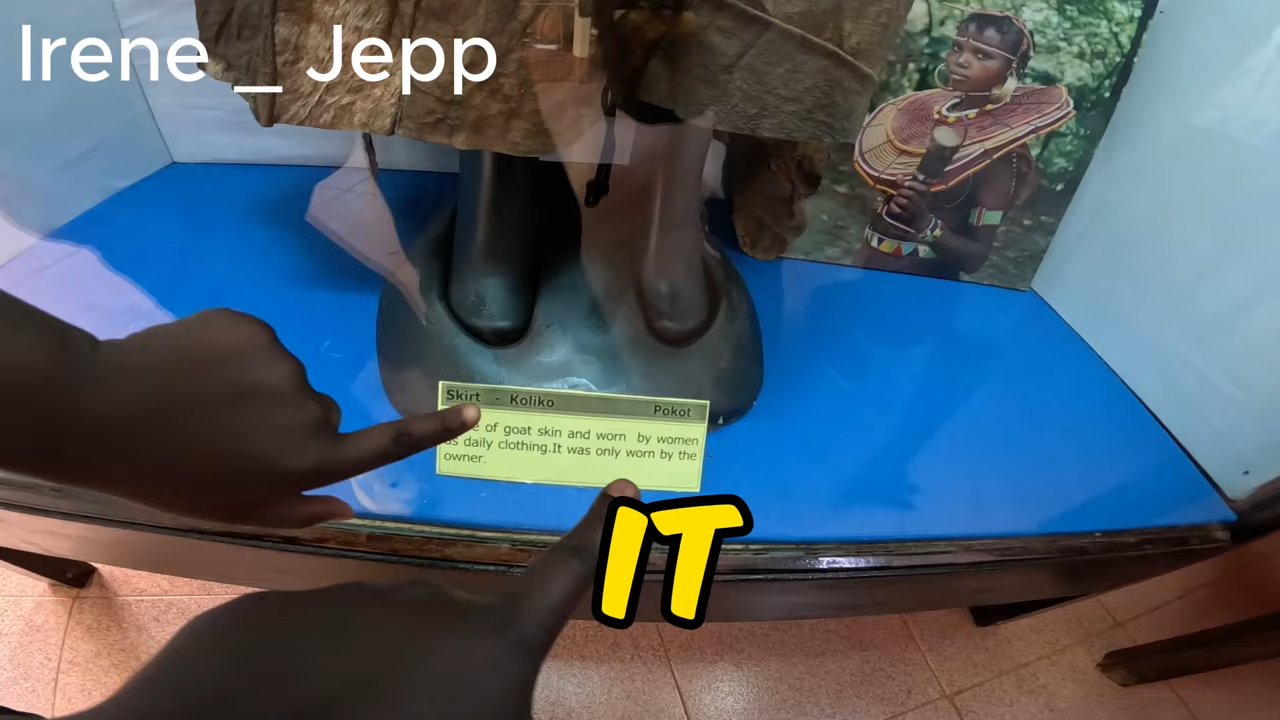 Irene_ Jepp
Skirt - Koliko Pokot
e of goat skin and worn by women
as daily clothing.It was only worn by the
owner.
IT